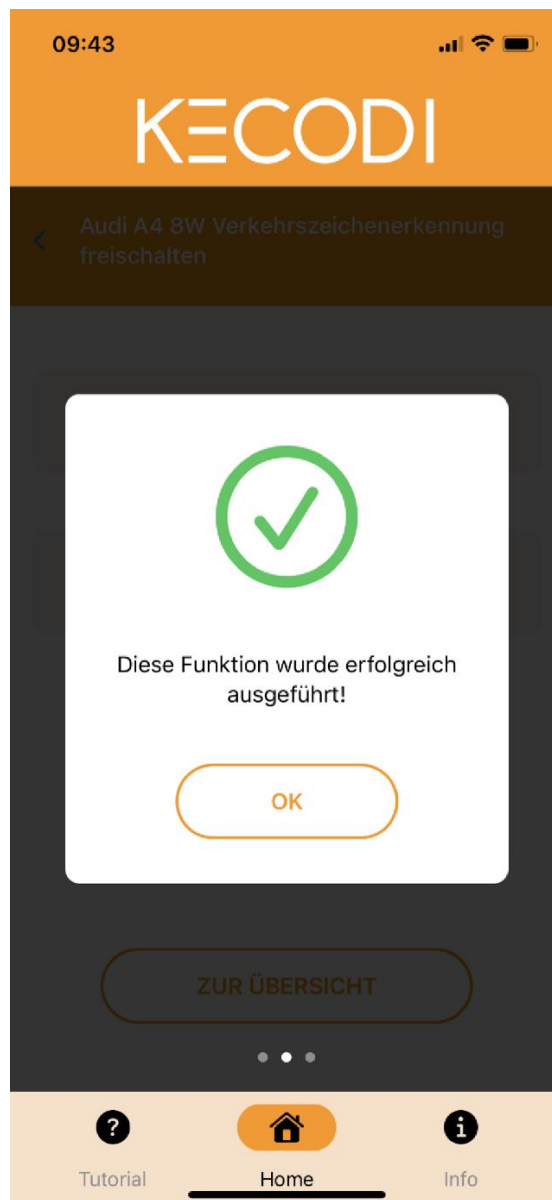 09:43
KECODI
Audi A4 8W Verkehrszeichenerkennung
freischalten
Diese Funktion wurde erfolgreich
ausgeführt!
OK
ZUR ÜBERSICHT
Tutorial
Home
Info